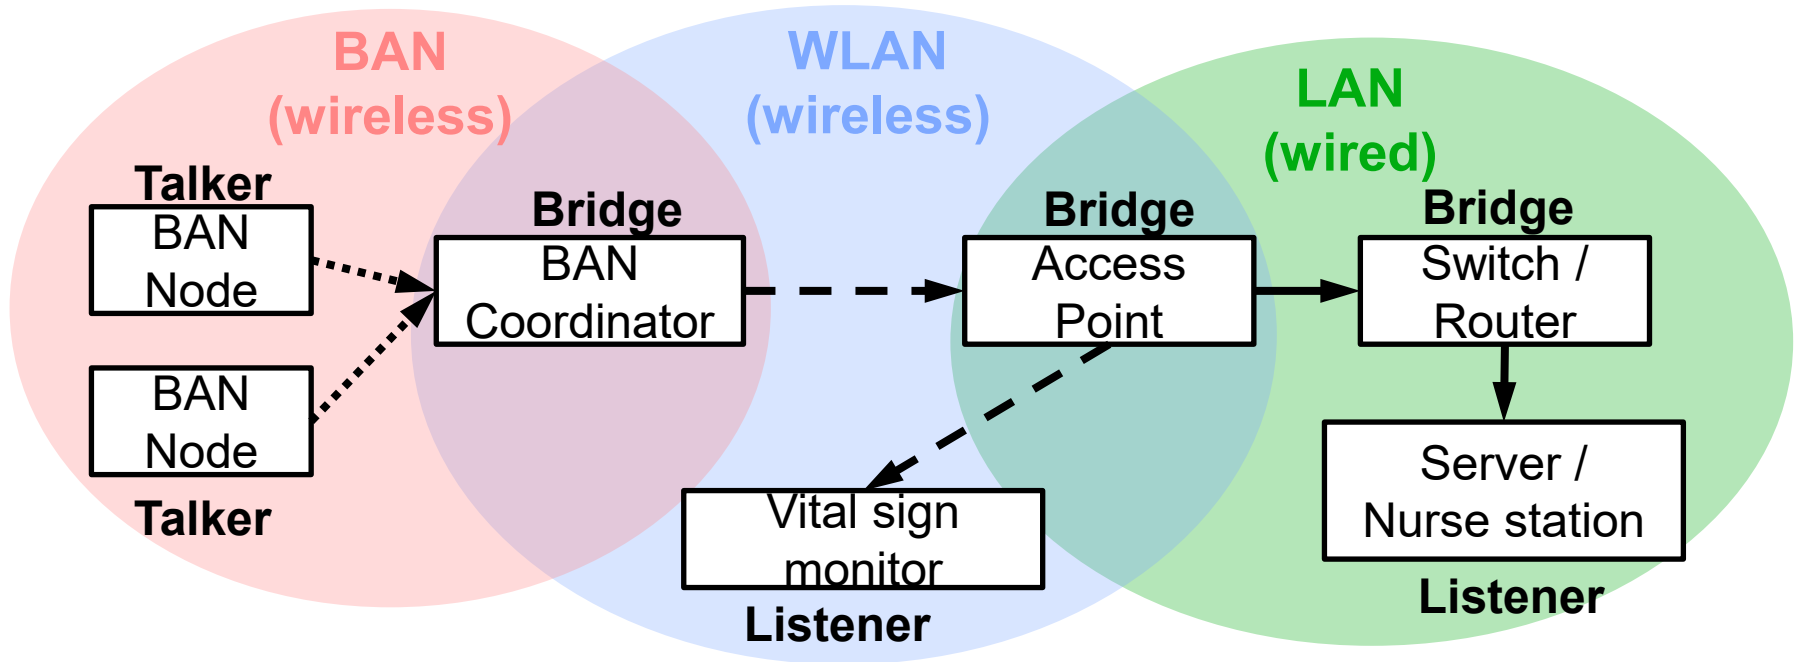 BAN
(wireless)
WLAN
(wireless)
LAN
(wired)
Talker
BAN
Node
BAN
Node
Talker
Bridge
BAN
Coordinator
Bridge
Access
Point
Bridge
Switch /
Router
Vital sign
monitor
Listener
Server /
Nurse station
Listener